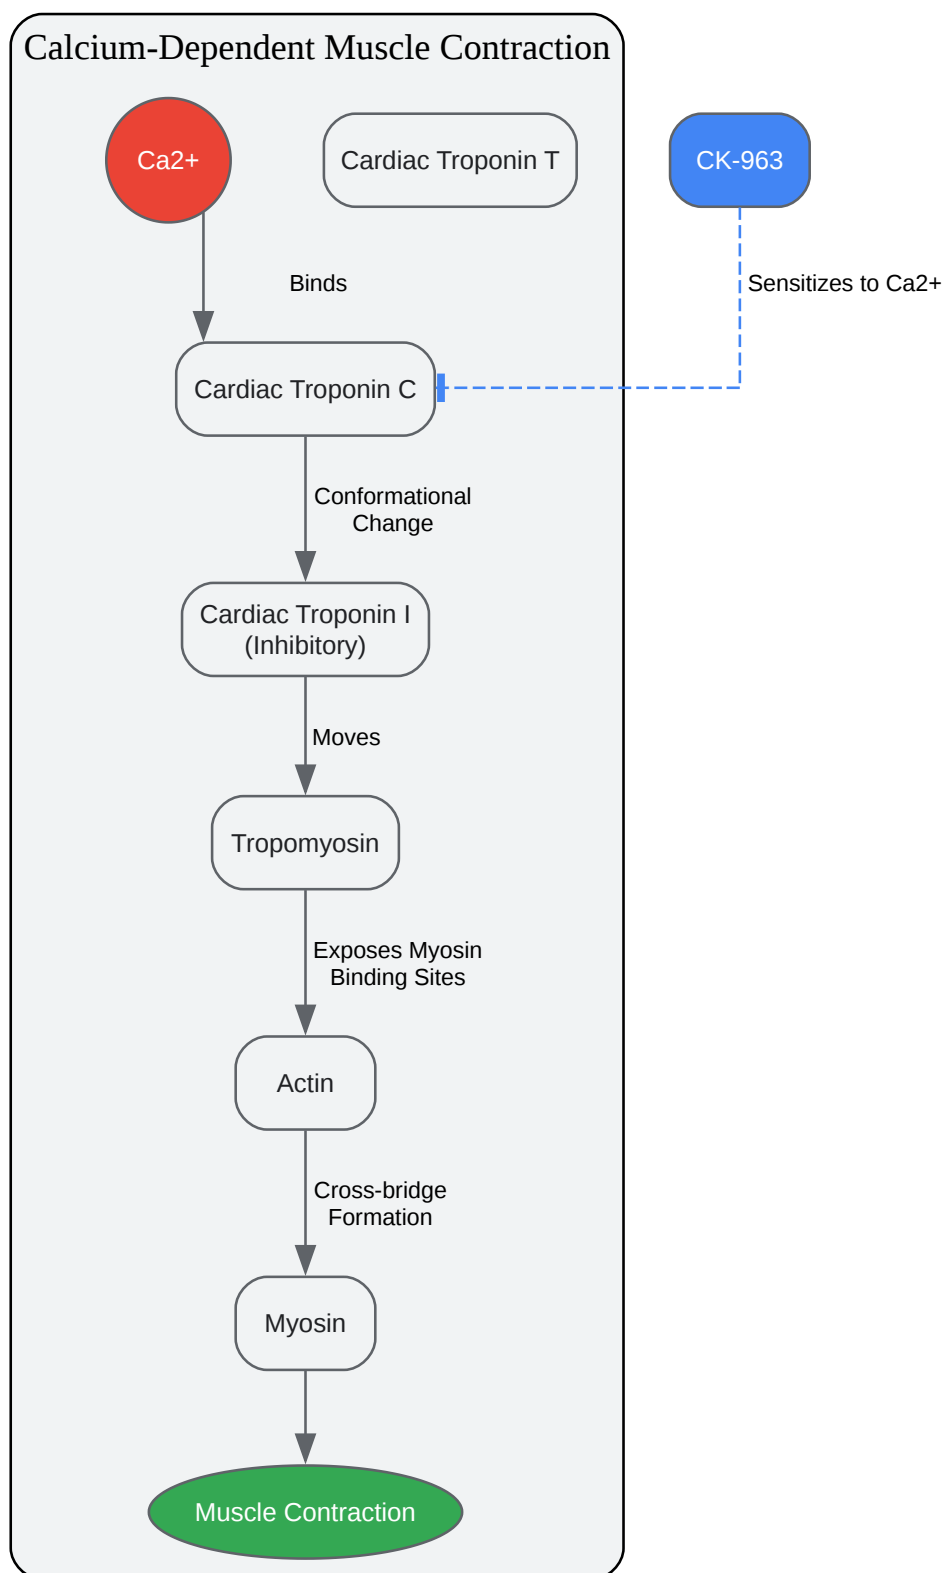 Calcium-Dependent Muscle Contraction
Ca2+
Cardiac Troponin T
CK-963
Binds
Sensitizes to Ca2+
Cardiac Troponin C
Conformational
Change
Cardiac Troponin I
(Inhibitory)
Moves
Tropomyosin
Exposes Myosin
Binding Sites
Actin
Cross-bridge
Formation
Myosin
Muscle Contraction